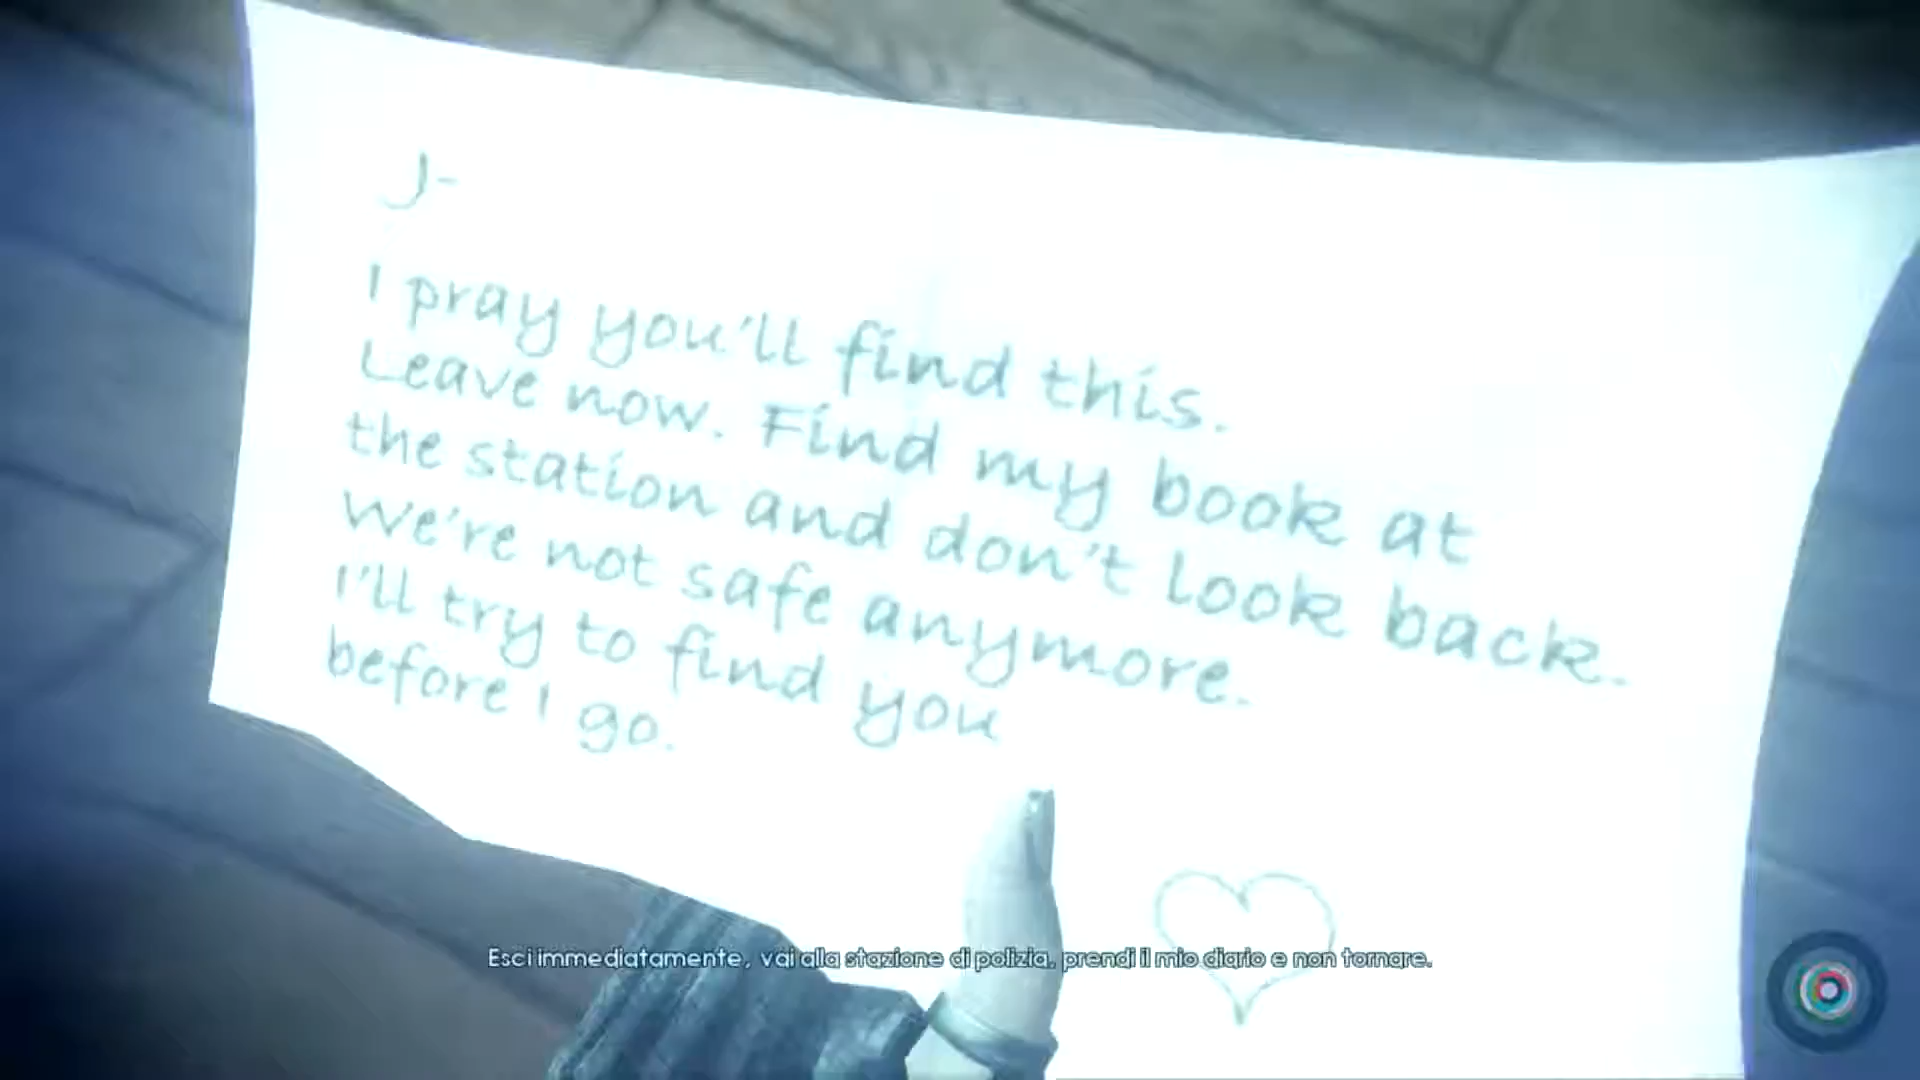 J-
I pray you'll find this.
Leave now. Find my book at
the station and don't look back.
We're not safe anymore.
I'll try to find you
before I go.
Esci immediatamente, vai alla stazione di polizia, prendi il mio diario e non tornare.